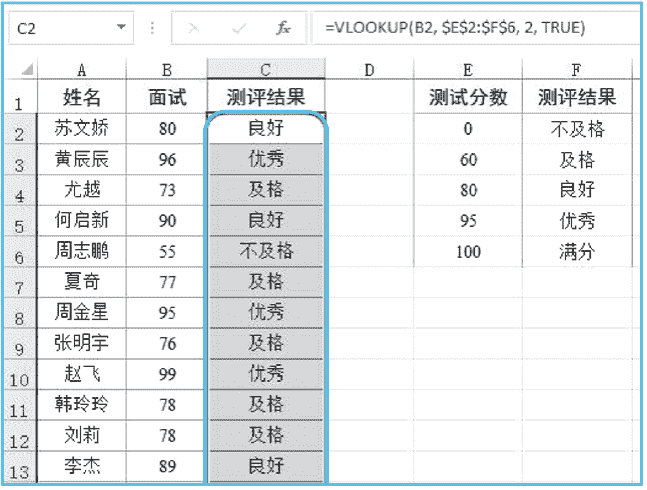 C2 fx =VLOOKUP(B2, $E$2:$F$6, 2, TRUE)
A B C D E F
1 姓名 面试 测评结果 测试分数 测评结果
2 苏文娇 80 良好 0 不及格
3 黄辰辰 96 优秀 60 及格
4 尤越 73 及格 80 良好
5 何启新 90 良好 95 优秀
6 周志鹏 55 不及格 100 满分
7 夏奇 77 及格
8 周金星 95 优秀
9 张明宇 76 及格
10 赵飞 99 优秀
11 韩玲玲 78 及格
12 刘莉 78 及格
13 李杰 89 良好